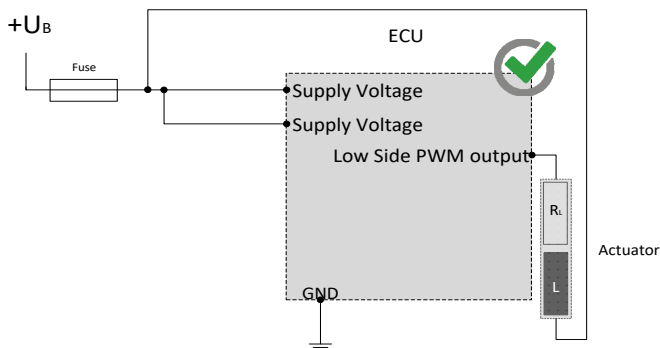 +UB
Fuse
ECU
Supply Voltage
Supply Voltage
Low Side PWM output
RL
L
Actuator
GND